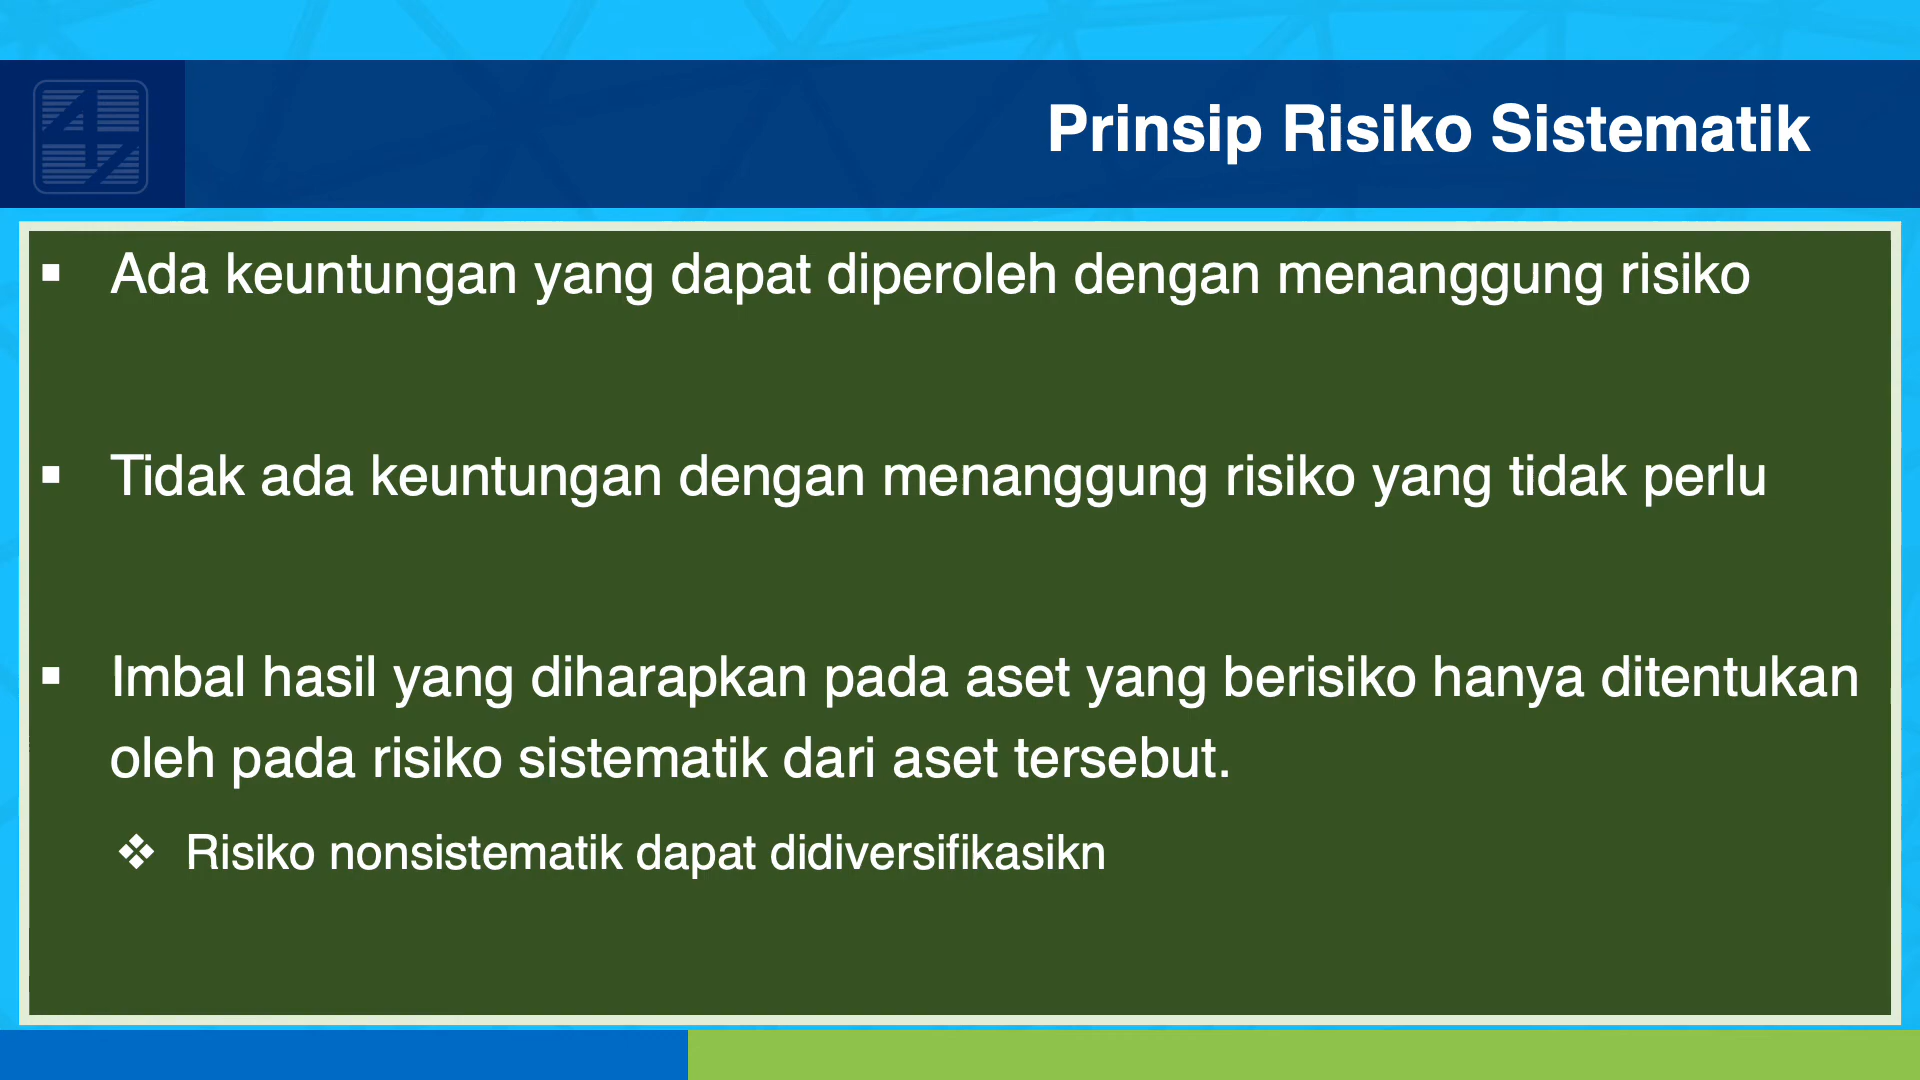 Prinsip Risiko Sistematik
▪ Ada keuntungan yang dapat diperoleh dengan menanggung risiko
▪ Tidak ada keuntungan dengan menanggung risiko yang tidak perlu
▪ Imbal hasil yang diharapkan pada aset yang berisiko hanya ditentukan
oleh pada risiko sistematik dari aset tersebut.
❖ Risiko nonsistematik dapat didiversifikasikn